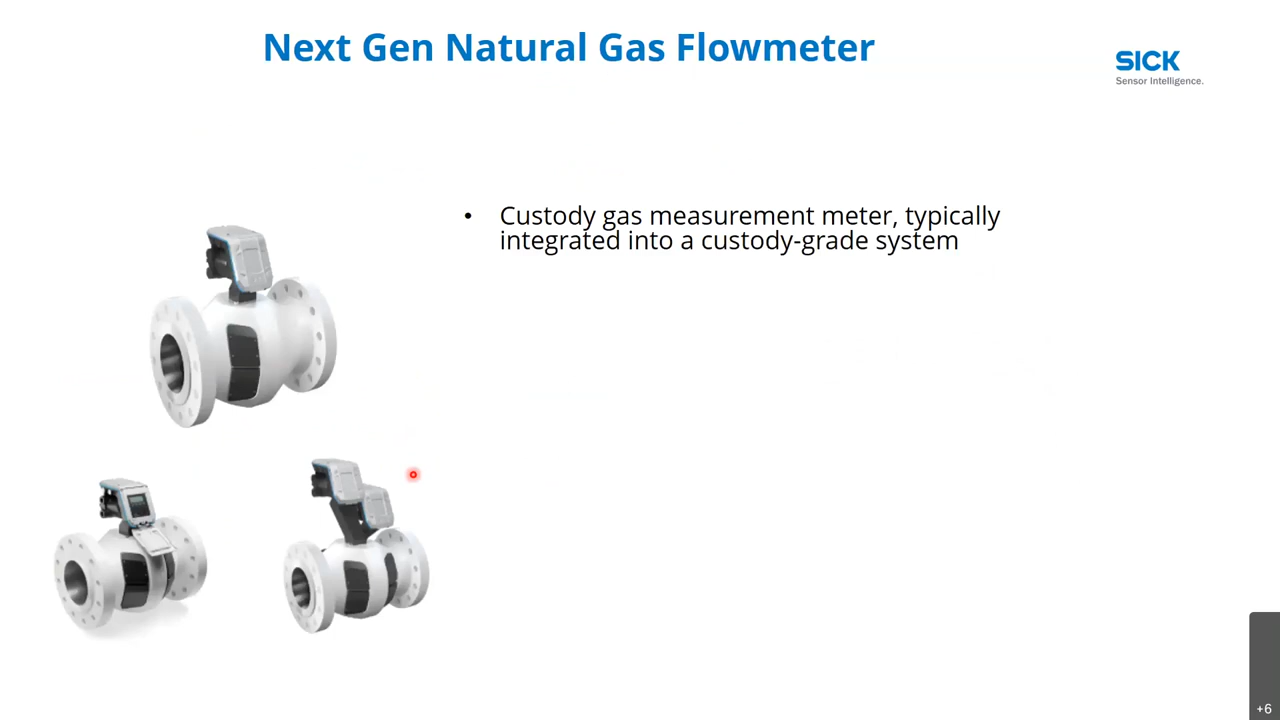 Next Gen Natural Gas Flowmeter
SICK
Sensor Intelligence.
• Custody gas measurement meter, typically
integrated into a custody-grade system
+6